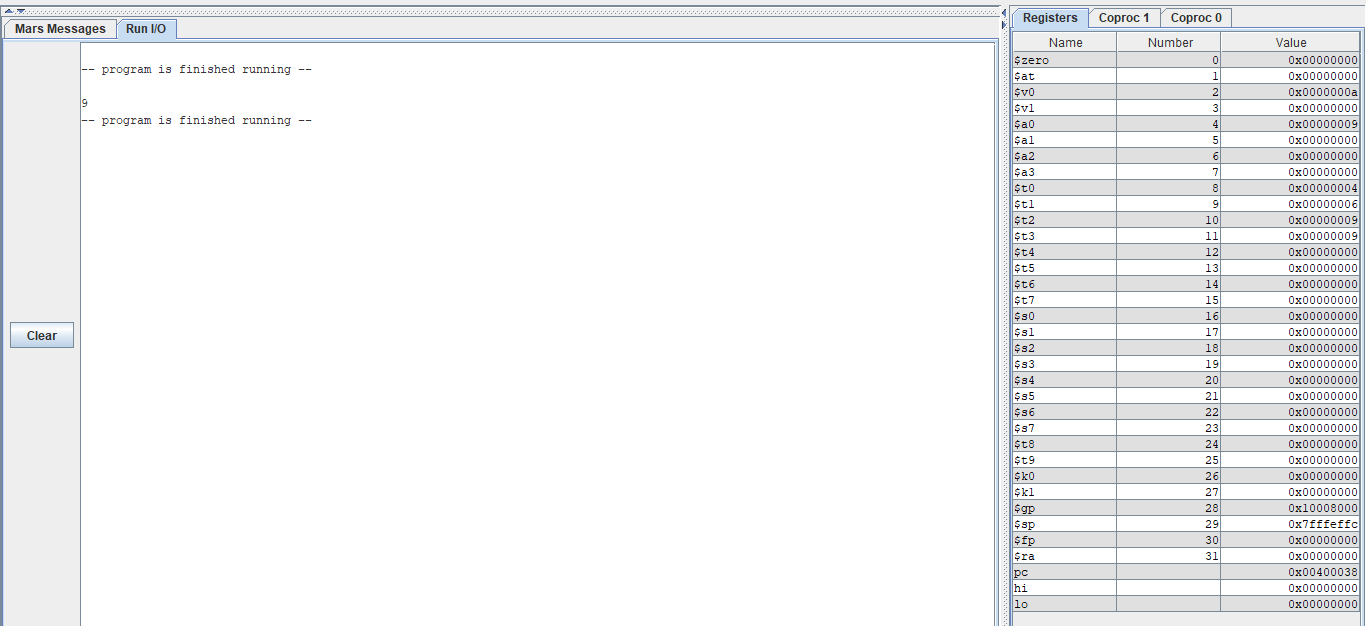 Mars Messages Run I/O
-- program is finished running --
9
-- program is finished running --
Clear
Registers Coproc 1 Coproc 0
Name Number Value
$zero 0 0x00000000
$at 1 0x00000000
$v0 2 0x0000000a
$v1 3 0x00000000
$a0 4 0x00000009
$a1 5 0x00000000
$a2 6 0x00000000
$a3 7 0x00000000
$t0 8 0x00000004
$t1 9 0x00000006
$t2 10 0x00000009
$t3 11 0x00000009
$t4 12 0x00000000
$t5 13 0x00000000
$t6 14 0x00000000
$t7 15 0x00000000
$s0 16 0x00000000
$s1 17 0x00000000
$s2 18 0x00000000
$s3 19 0x00000000
$s4 20 0x00000000
$s5 21 0x00000000
$s6 22 0x00000000
$s7 23 0x00000000
$t8 24 0x00000000
$t9 25 0x00000000
$k0 26 0x00000000
$k1 27 0x00000000
$gp 28 0x10008000
$sp 29 0x7fffeffc
$fp 30 0x00000000
$ra 31 0x00000000
pc 0x00400038
hi 0x00000000
lo 0x00000000